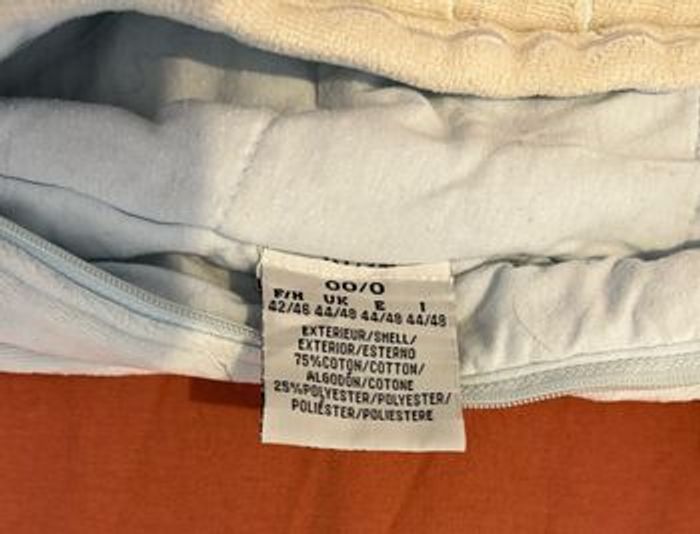 00/0
F/H UK E I
42/46 44/48 44/48 44/48
EXTERIEUR/SHELL/
EXTERIOR/ESTERNO
75%COTON/COTTON/
ALGODÓN/COTONE
25%POLYESTER/POLYESTER/
POLIÉSTER/POLIESTERE